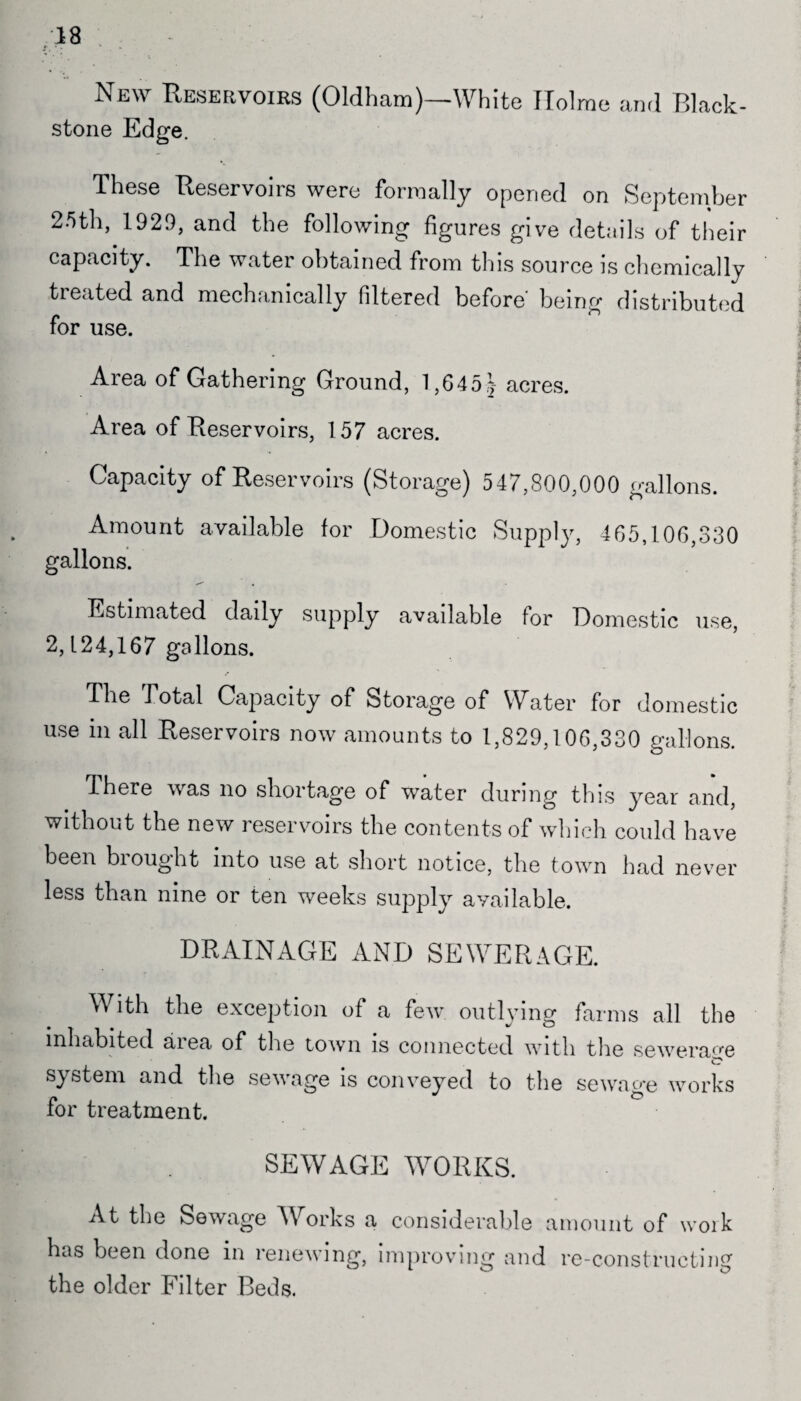 18
New Reservoirs (Oldham)—White Holme and Black-
stone Edge.
These Reservoirs were formally opened on September
25th, 1929, and the following figures give details of their
capacity. The water obtained from this source is chemically
treated and mechanically filtered before being distributed
for use.
Area of Gathering Ground, 1,645½ acres.
Area of Reservoirs, 157 acres.
Capacity of Reservoirs (Storage) 547,800,000 gallons.
Amount available for Domestic Supply, 465,106,330
gallons.
Estimated daily supply available for Domestic use,
2,124,167 gallons.
The Total Capacity of Storage of Water for domestic
use in all Reservoirs now amounts to 1,829,106,330 gallons.
There was no shortage of water during this year and,
without the new reservoirs the contents of which could have
been brought into use at short notice, the town had never
less than nine or ten weeks supply available.
DRAINAGE AND SEWERAGE.
With the exception of a few outlying farms all the
inhabited area of the town is connected with the sewerage
system and the sewage is conveyed to the sewage works
for treatment.
SEWAGE WORKS.
At the Sewage Works a considerable amount of work
has been done in renewing, improving and re-constructing
the older Filter Beds.